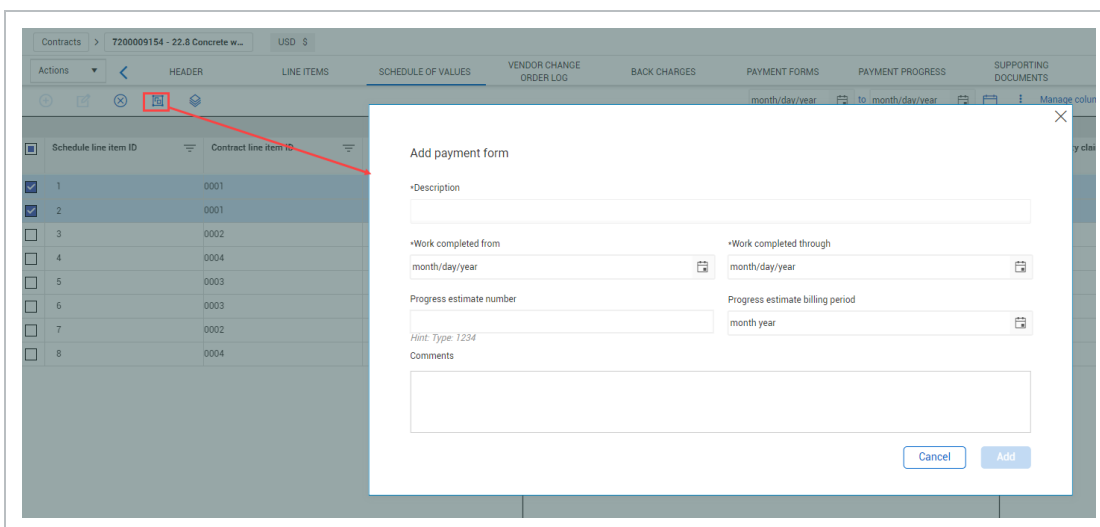 Contracts > 7200009154 - 22.8 Concrete w... USD $
Actions HEADER LINE ITEMS SCHEDULE OF VALUES VENDOR CHANGE ORDER LOG BACK CHARGES PAYMENT FORMS PAYMENT PROGRESS SUPPORTING DOCUMENTS
month/day/year to month/day/year Manage colum
Schedule line item ID Contract line item ID y clai
1 0001
2 0001
3 0002
4 0004
5 0003
6 0003
7 0002
8 0004
Add payment form
*Description
*Work completed from *Work completed through
month/day/year month/day/year
Progress estimate number Progress estimate billing period
month year
Hint: Type: 1234
Comments
Cancel Add